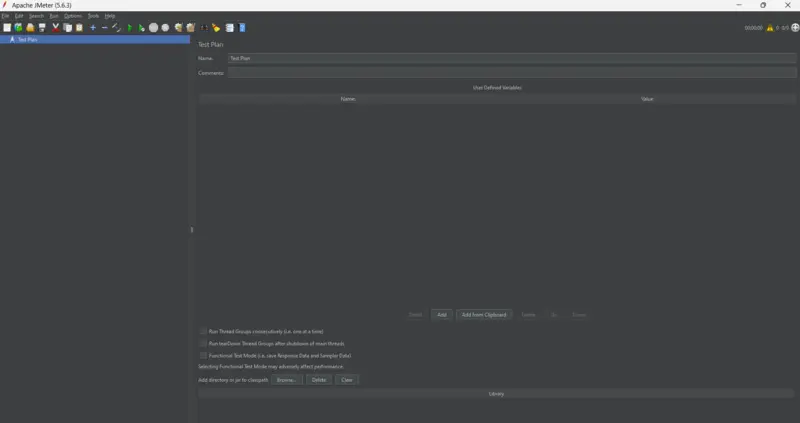 Apache JMeter (5.6.3)
File Edit Search Run Options Tools Help
00:00:00 0 0/0
Test Plan
Test Plan
Name: Test Plan
Comments:
User Defined Variables
Name: Value
Detail Add Add from Clipboard Delete Up Down
Run Thread Groups consecutively (i.e. one at a time)
Run tearDown Thread Groups after shutdown of main threads
Functional Test Mode (i.e. save Response Data and Sampler Data)
Selecting Functional Test Mode may adversely affect performance.
Add directory or jar to classpath Browse... Delete Clear
Library